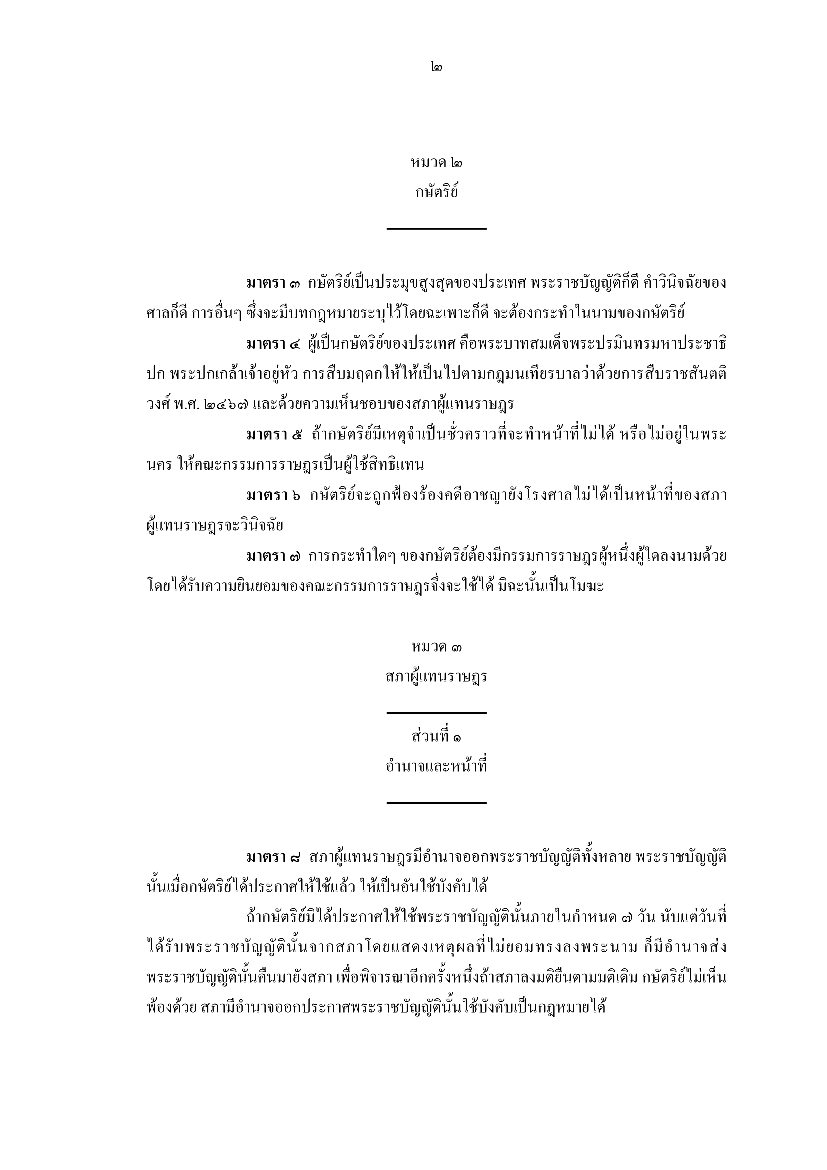 ๒
หมวด ๒
กษัตริย์
มาตรา ๓ กษัตริย์เป็นประมุขสูงสุดของประเทศ พระราชบัญญัติก็ดี คำวินิจฉัยของ
ศาลก็ดี การอื่นๆ ซึ่งจะมีบทกฎหมายระบุไว้โดยฉะเพาะก็ดี จะต้องกระทำในนามของกษัตริย์
มาตรา ๔ ผู้เป็นกษัตริย์ของประเทศ คือพระบาทสมเด็จพระปรมินทรมหาประชาธิ
ปก พระปกเกล้าเจ้าอยู่หัว การสืบมฤดกให้ให้เป็นไปตามกฎมนเทียรบาลว่าด้วยการสืบราชสันตติ
วงศ์ พ.ศ. ๒๔๖๗ และด้วยความเห็นชอบของสภาผู้แทนราษฎร
มาตรา ๕ ถ้ากษัตริย์มีเหตุจำเป็นชั่วคราวที่จะทำหน้าที่ไม่ได้ หรือไม่อยู่ในพระ
นคร ให้คณะกรรมการราษฎรเป็นผู้ใช้สิทธิแทน
มาตรา ๖ กษัตริย์จะถูกฟ้องร้องคดีอาชญายังโรงศาลไม่ได้เป็นหน้าที่ของสภา
ผู้แทนราษฎรจะวินิจฉัย
มาตรา ๗ การกระทำใดๆ ของกษัตริย์ต้องมีกรรมการราษฎรผู้หนึ่งผู้ใดลงนามด้วย
โดยได้รับความยินยอมของคณะกรรมการราษฎรจึ่งจะใช้ได้ มิฉะนั้นเป็นโมฆะ
หมวด ๓
สภาผู้แทนราษฎร
ส่วนที่ ๑
อำนาจและหน้าที่
มาตรา ๘ สภาผู้แทนราษฎรมีอำนาจออกพระราชบัญญัติทั้งหลาย พระราชบัญญัติ
นั้นเมื่อกษัตริย์ได้ประกาศให้ใช้แล้ว ให้เป็นอันใช้บังคับได้
ถ้ากษัตริย์มิได้ประกาศให้ใช้พระราชบัญญัตินั้นภายในกำหนด ๗ วัน นับแต่วันที่
ได้รับพระราชบัญญัตินั้นจากสภาโดยแสดงเหตุผลที่ไม่ยอมทรงลงพระนาม ก็มีอำนาจส่ง
พระราชบัญญัตินั้นคืนมายังสภา เพื่อพิจารณาอีกครั้งหนึ่งถ้าสภาลงมติยืนตามมติเดิม กษัตริย์ไม่เห็น
พ้องด้วย สภามีอำนาจออกประกาศพระราชบัญญัตินั้นใช้บังคับเป็นกฎหมายได้